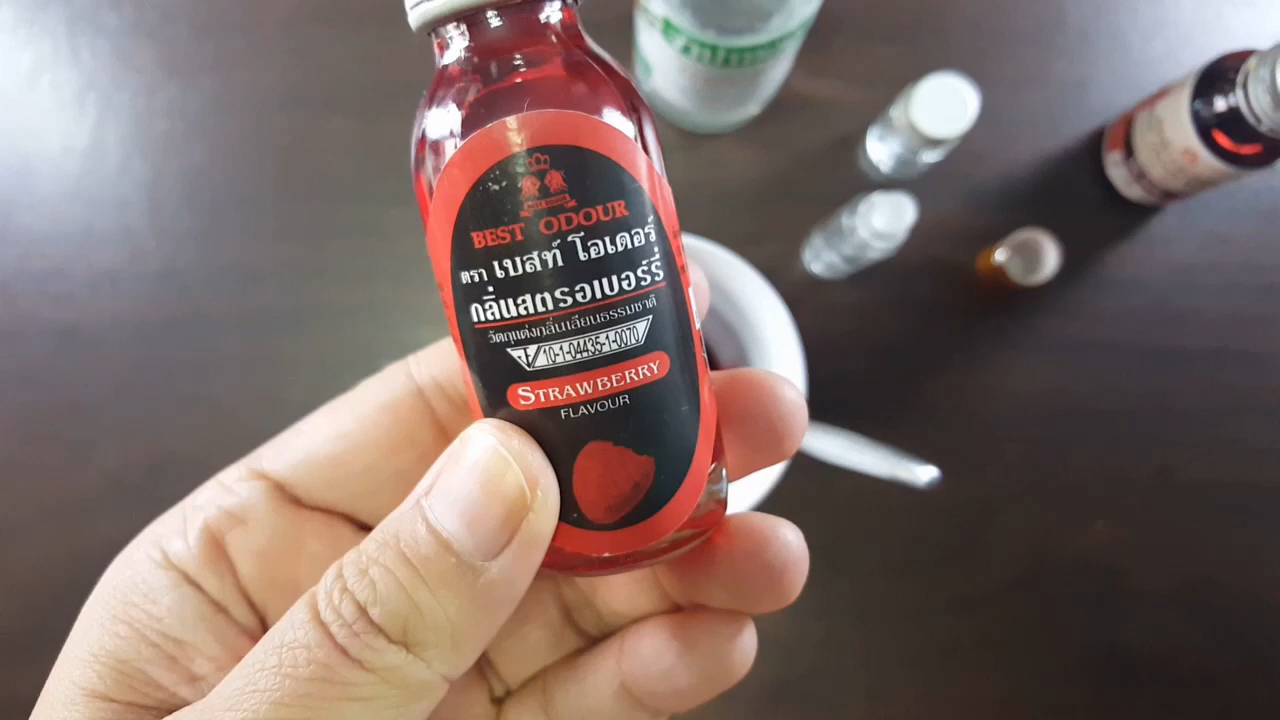 BEST ODOUR
ตรา เบสท์ โอเดอร์
กลิ่นสตรอเบอร์รี่
วัตถุแต่งกลิ่นเลียนธรรมชาติ
10-1-04435-1-0070
STRAWBERRY
FLAVOUR